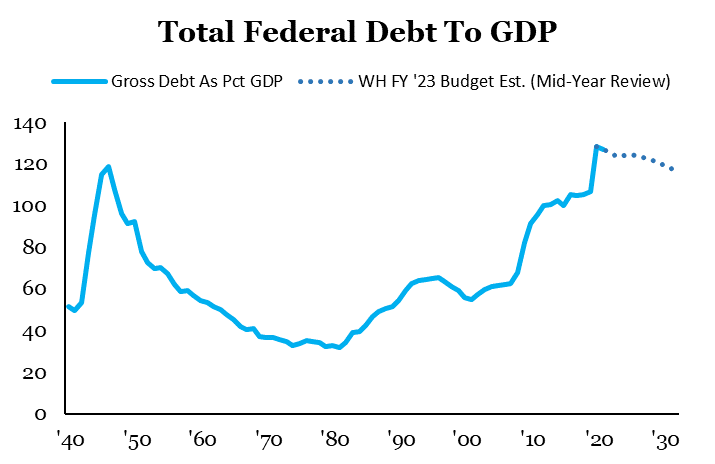 Total Federal Debt To GDP
Gross Debt As Pct GDP WH FY '23 Budget Est. (Mid-Year Review)
140
120
100
80
60
40
20
0
'40 '50 '60 '70 '80 '90 '00 '10 '20 '30